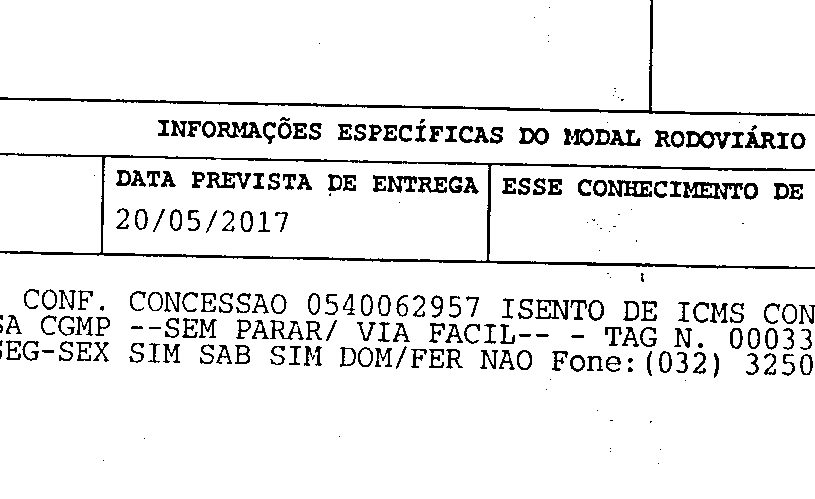 INFORMAÇÕES ESPECÍFICAS DO MODAL RODOVIÁRIO
DATA PREVISTA DE ENTREGA
20/05/2017
ESSE CONHECIMENTO DE
CONF. CONCESSAO 0540062957 ISENTO DE ICMS CON
SA CGMP --SEM PARAR/ VIA FACIL-- - TAG N. 00033
SEG-SEX SIM SAB SIM DOM/FER NAO Fone:(032) 3250